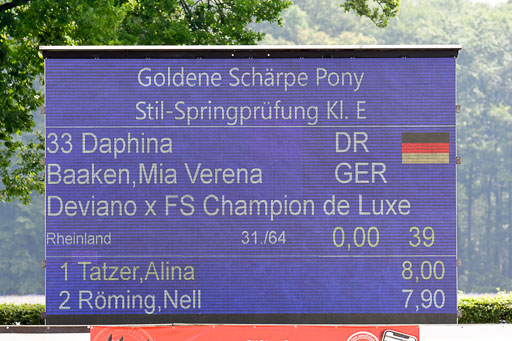 Goldene Schärpe Pony
Stil-Springprüfung Kl. E
33 Daphina DR
Baaken,Mia Verena GER
Deviano x FS Champion de Luxe
Rheinland 31./64 0,00 39
1 Tatzer,Alina 8,00
2 Röming,Nell 7,90